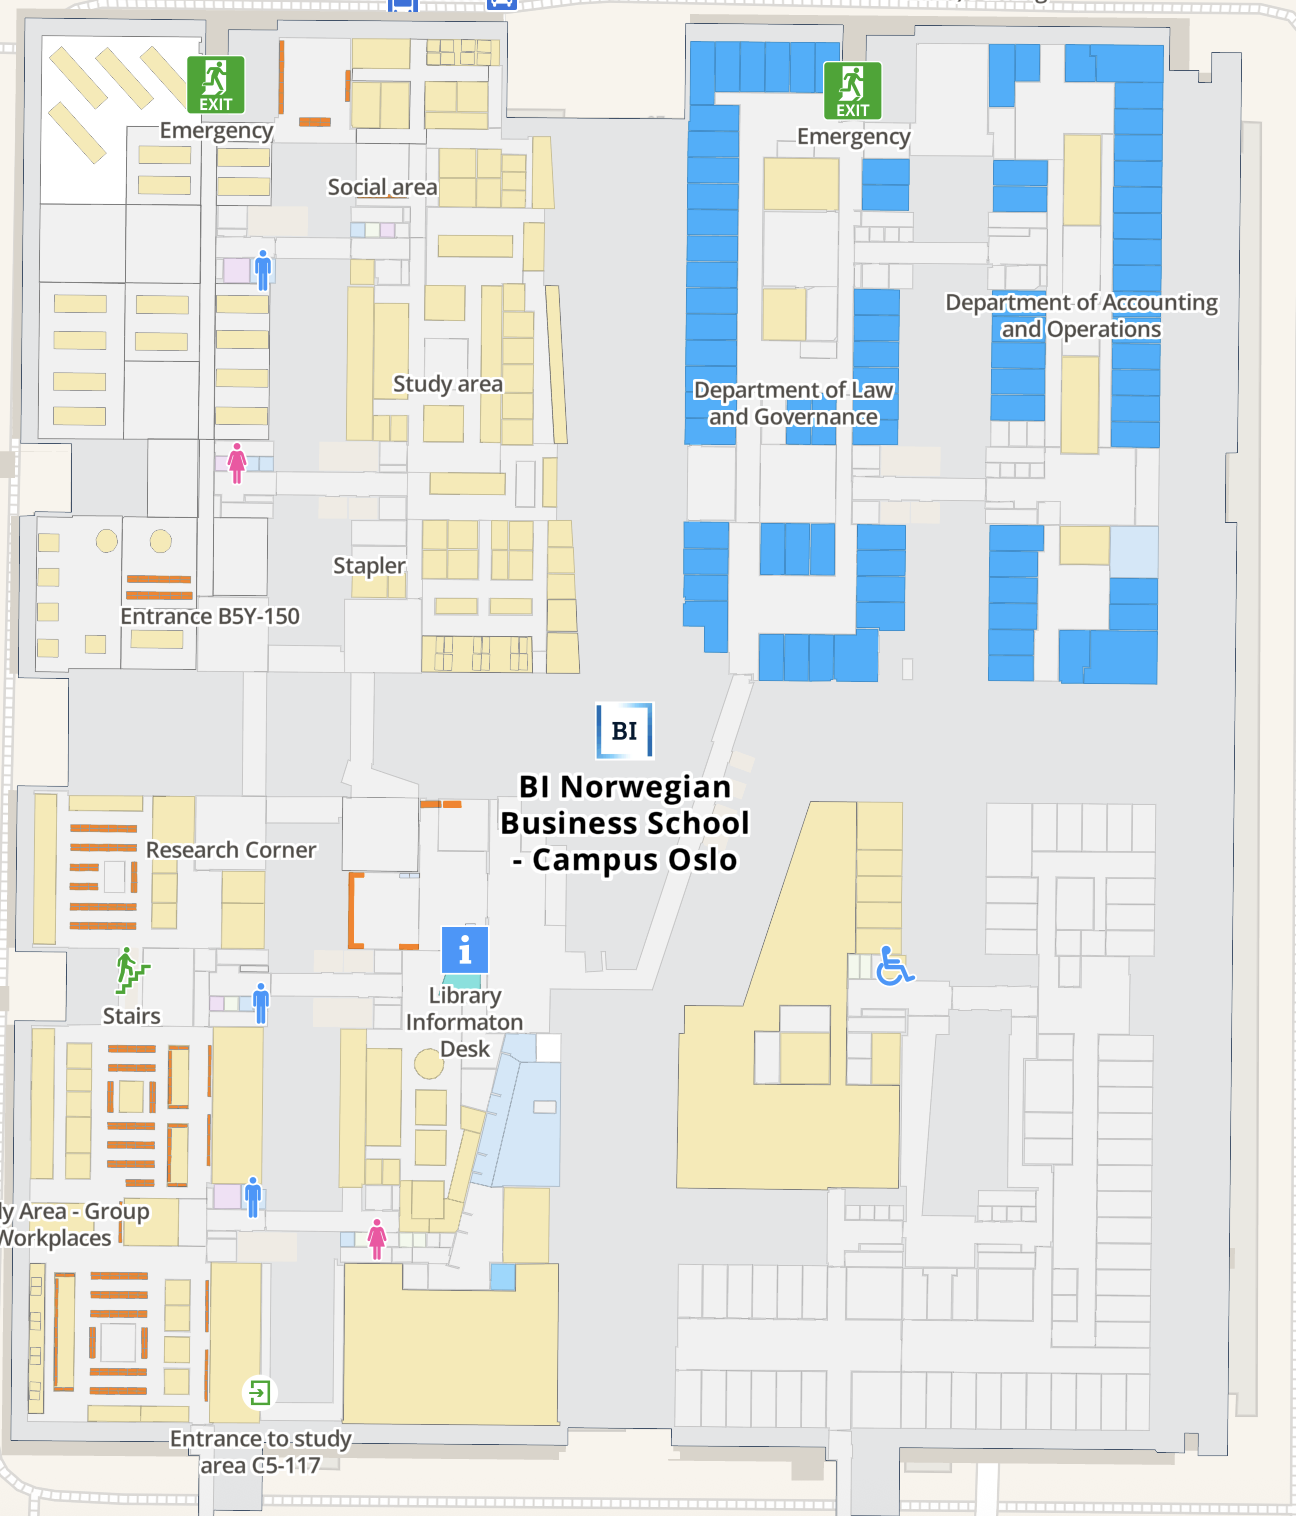 EXIT
Emergency
EXIT
Emergency
Social area
Department of Accounting
and Operations
Study area
Department of Law
and Governance
Stapler
Entrance B5Y-150
BI
BI Norwegian
Business School
- Campus Oslo
Research Corner
i
Library
Informaton
Desk
Stairs
Area - Group
Workplaces
Entrance to study
area C5-117